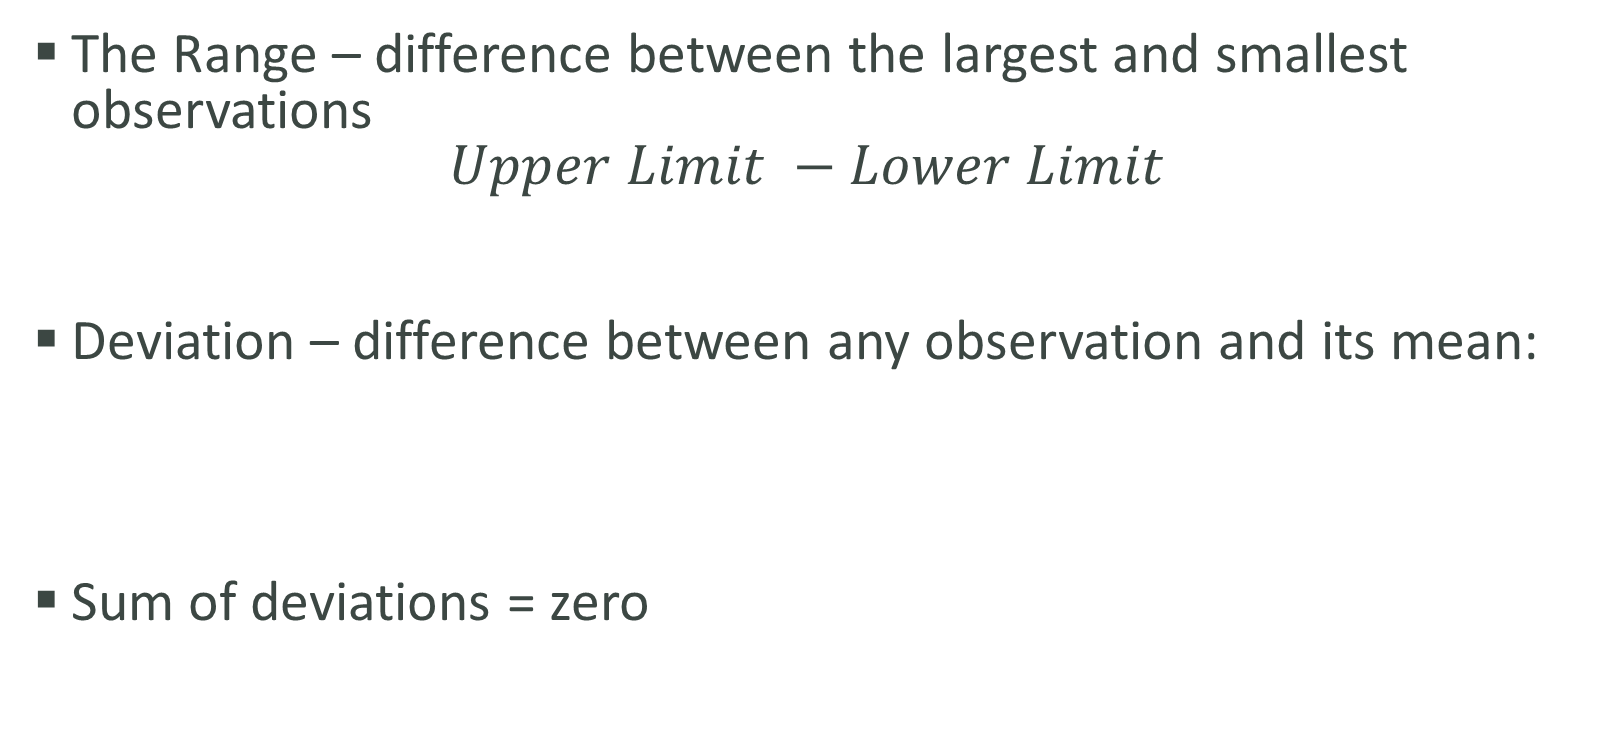 ▪ The Range – difference between the largest and smallest
observations
Upper Limit − Lower Limit
▪ Deviation – difference between any observation and its mean:
▪ Sum of deviations = zero